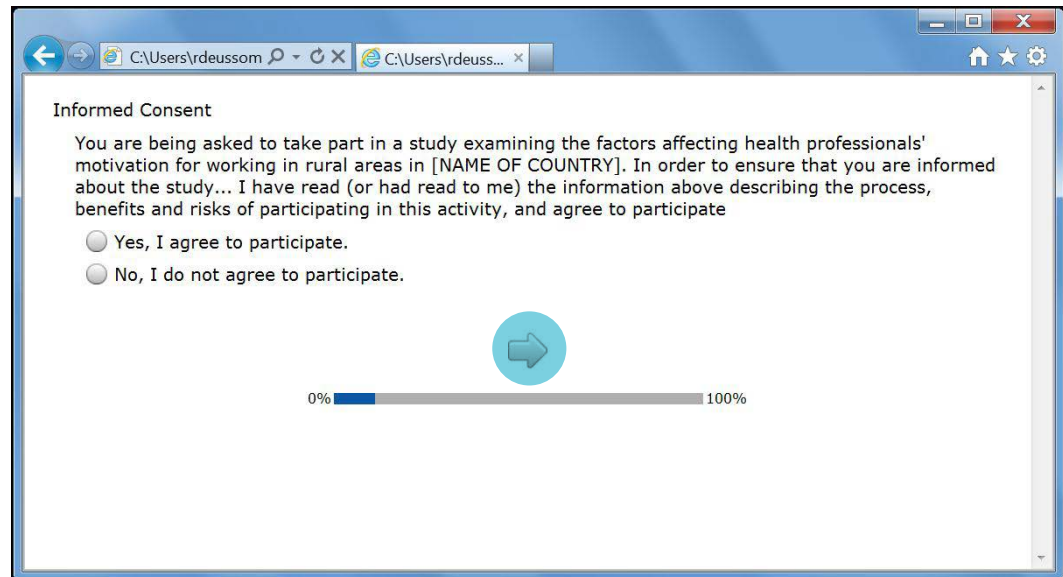 C:\Users\rdeussom
C:\Users\rdeuss...
Informed Consent
You are being asked to take part in a study examining the factors affecting health professionals'
motivation for working in rural areas in [NAME OF COUNTRY]. In order to ensure that you are informed
about the study... I have read (or had read to me) the information above describing the process,
benefits and risks of participating in this activity, and agree to participate
Yes, I agree to participate.
No, I do not agree to participate.
0% 100%